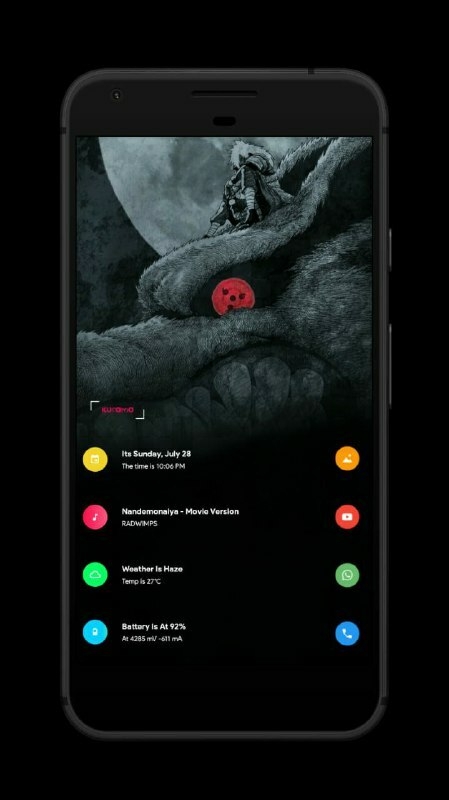 Kurama
Its Sunday, July 28
The time is 10:06 PM
Nandemonaiya - Movie Version
RADWIMPS
Weather Is Haze
Temp is 27°C
Battery Is At 92%
At 4285 mV -611 mA